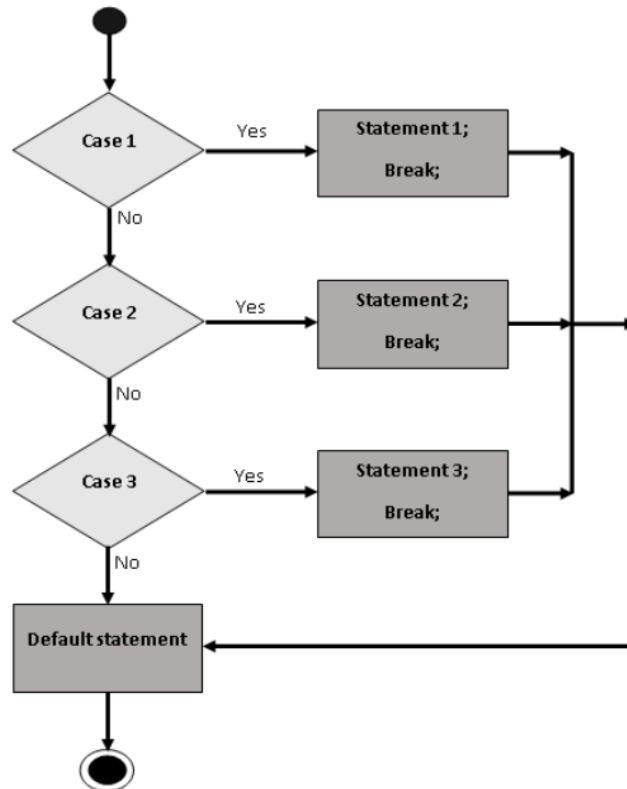 Case 1
Yes
Statement 1;
Break;
No
Case 2
Yes
Statement 2;
Break;
No
Case 3
Yes
Statement 3;
Break;
No
Default statement